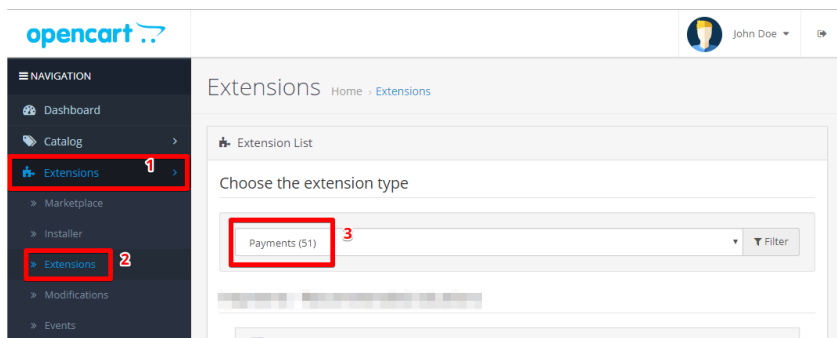 opencart
John Doe
NAVIGATION
Extensions Home › Extensions
Dashboard
Catalog
Extension List
Extensions 1
Choose the extension type
» Marketplace
» Installer
Payments (51) 3 Filter
» Extensions 2
» Modifications
» Events